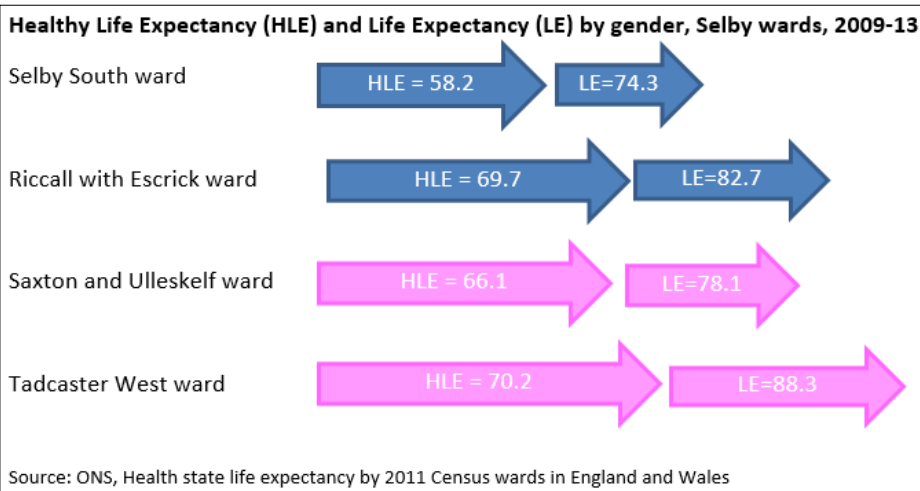 Healthy Life Expectancy (HLE) and Life Expectancy (LE) by gender, Selby wards, 2009-13
Selby South ward
HLE = 58.2
LE=74.3
Riccall with Escrick ward
HLE = 69.7
LE=82.7
Saxton and Ulleskelf ward
HLE = 66.1
LE=78.1
Tadcaster West ward
HLE = 70.2
LE=88.3
Source: ONS, Health state life expectancy by 2011 Census wards in England and Wales